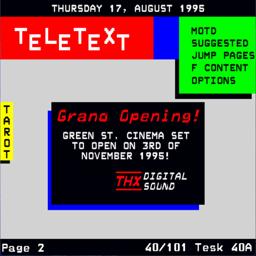 THURSDAY 17, AUGUST 1995
TELETEXT
MOTD
SUGGESTED
JUMP PAGES
F CONTENT
OPTIONS
TAROT
Grand Opening!
GREEN ST. CINEMA SET
TO OPEN ON 3RD OF
NOVEMBER 1995!
THX DIGITAL
SOUND
Page 2
40/101 Tesk 40A